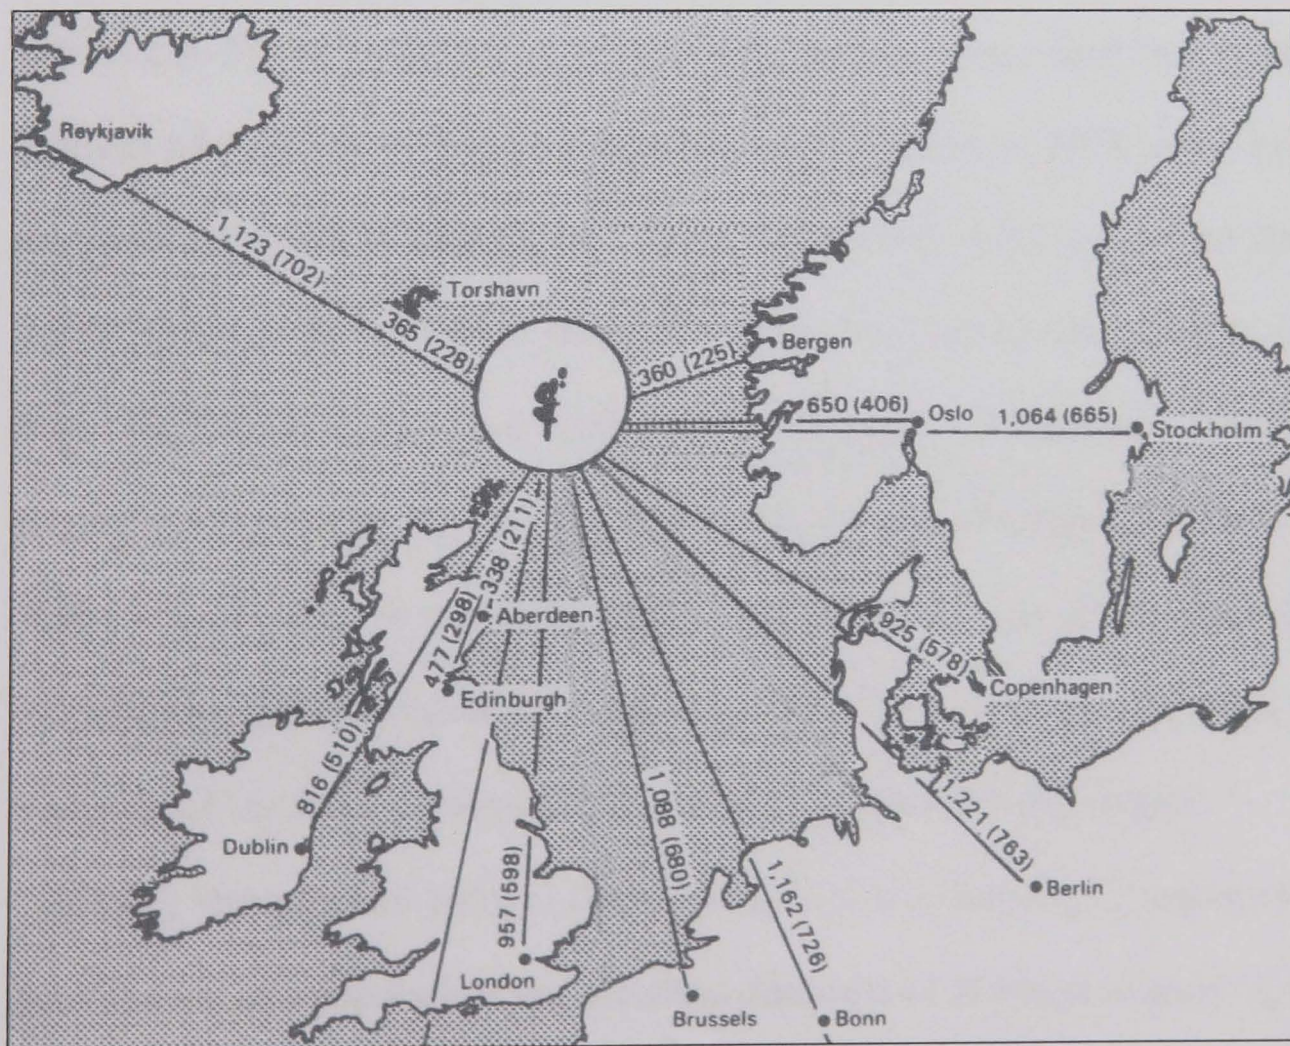 Reykjavik
1,123 (702)
Torshavn
365 (228)
360 (225)
Bergen
650 (406)
Oslo
1,064 (665)
Stockholm
338 (211)
Aberdeen
477 (298)
Edinburgh
925 (578)
Copenhagen
816 (510)
Dublin
1,088 (680)
1,221 (763)
Berlin
957 (598)
1,162 (726)
London
Brussels
Bonn